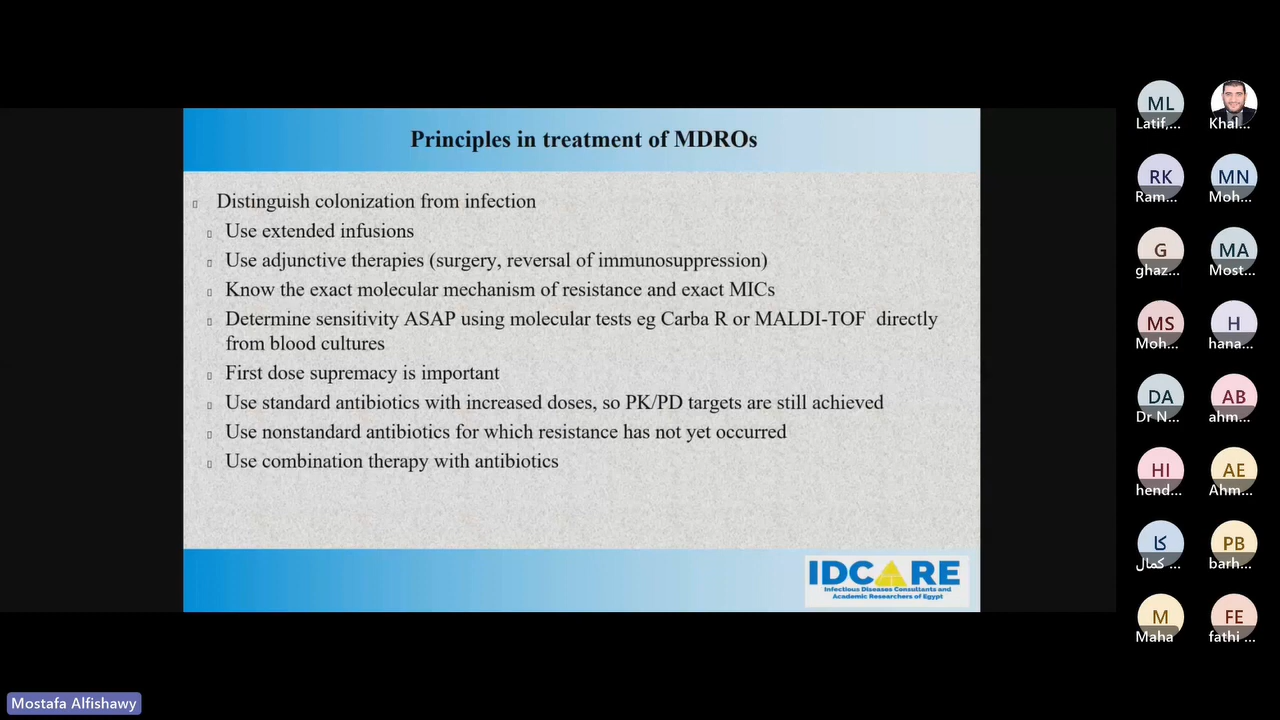 Principles in treatment of MDROs
Distinguish colonization from infection
Use extended infusions
Use adjunctive therapies (surgery, reversal of immunosuppression)
Know the exact molecular mechanism of resistance and exact MICs
Determine sensitivity ASAP using molecular tests eg Carba R or MALDI-TOF directly
from blood cultures
First dose supremacy is important
Use standard antibiotics with increased doses, so PK/PD targets are still achieved
Use nonstandard antibiotics for which resistance has not yet occurred
Use combination therapy with antibiotics
IDCARE
Infectious Diseases Consultants and
Academic Researchers of Egypt
ML
Latif,...
Khal...
RK
Ram...
MN
Moh...
G
ghaz...
MA
Most...
MS
Moh...
H
hana...
DA
Dr N...
AB
ahm...
HI
hend...
AE
Ahm...
كا
كمال ...
PB
barh...
M
Maha
FE
fathi ...
Mostafa Alfishawy